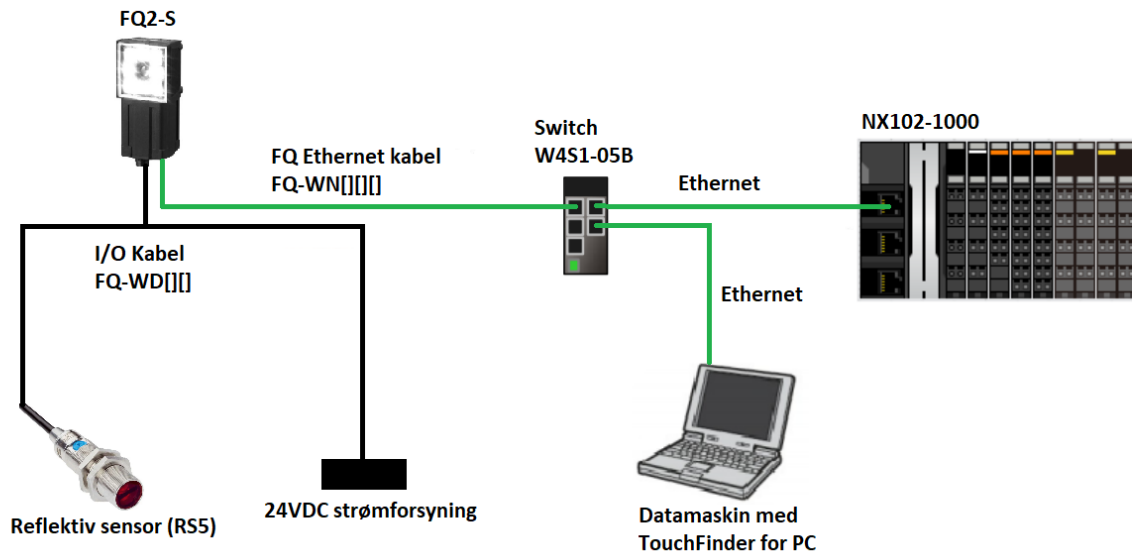 FQ2-S
FQ Ethernet kabel
FQ-WN[][][]
Switch
W4S1-05B
NX102-1000
Ethernet
I/O Kabel
FQ-WD[][]
Ethernet
Reflektiv sensor (RS5)
24VDC strømforsyning
Datamaskin med
TouchFinder for PC